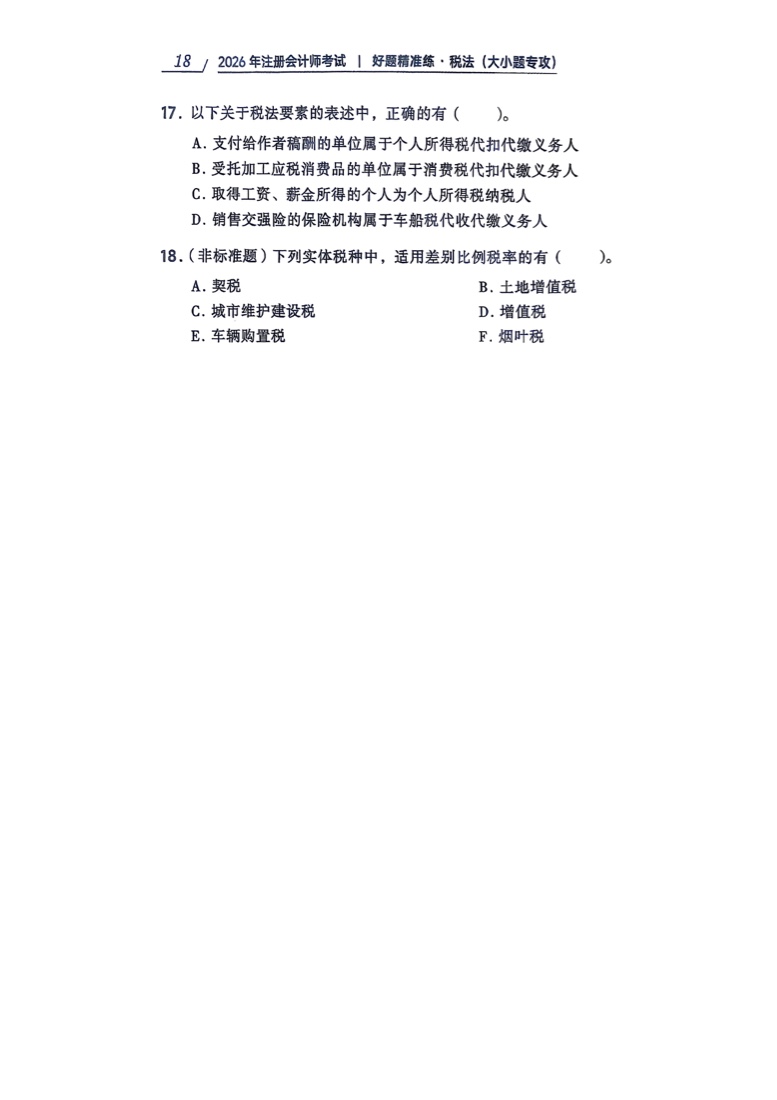 18 / 2026 年注册会计师考试 | 好题精准练·税法（大小题专攻）
17. 以下关于税法要素的表述中，正确的有（　　）。
A. 支付给作者稿酬的单位属于个人所得税代扣代缴义务人
B. 受托加工应税消费品的单位属于消费税代扣代缴义务人
C. 取得工资、薪金所得的个人为个人所得税纳税人
D. 销售交强险的保险机构属于车船税代收代缴义务人
18.（非标准题）下列实体税种中，适用差别比例税率的有（　　）。
A. 契税　　B. 土地增值税
C. 城市维护建设税　　D. 增值税
E. 车辆购置税　　F. 烟叶税